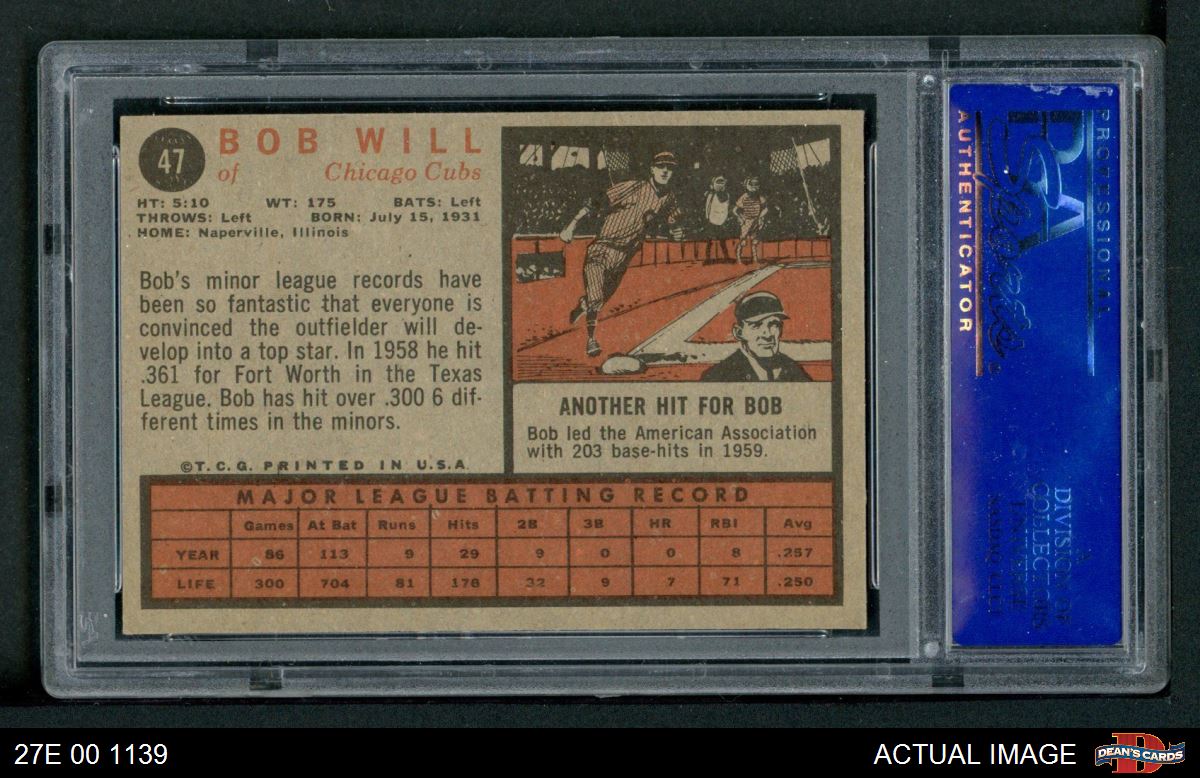 47
BOB WILL
of Chicago Cubs
HT: 5:10 WT: 175 BATS: Left
THROWS: Left BORN: July 15, 1931
HOME: Naperville, Illinois
Bob's minor league records have
been so fantastic that everyone is
convinced the outfielder will de-
velop into a top star. In 1958 he hit
.361 for Fort Worth in the Texas
League. Bob has hit over .300 6 dif-
ferent times in the minors.
©T.C.G. PRINTED IN U.S.A.
ANOTHER HIT FOR BOB
Bob led the American Association
with 203 base-hits in 1959.
MAJOR LEAGUE BATTING RECORD
Games At Bat Runs Hits 2B 3B HR RBI Avg
YEAR 86 113 9 29 9 0 0 8 .257
LIFE 300 704 81 176 32 9 7 71 .250
PROFESSIONAL
PSA
AUTHENTICATOR
DIVISION OF
COLLECTORS
UNIVERSE
27E 00 1139
ACTUAL IMAGE
DEAN'S CARDS